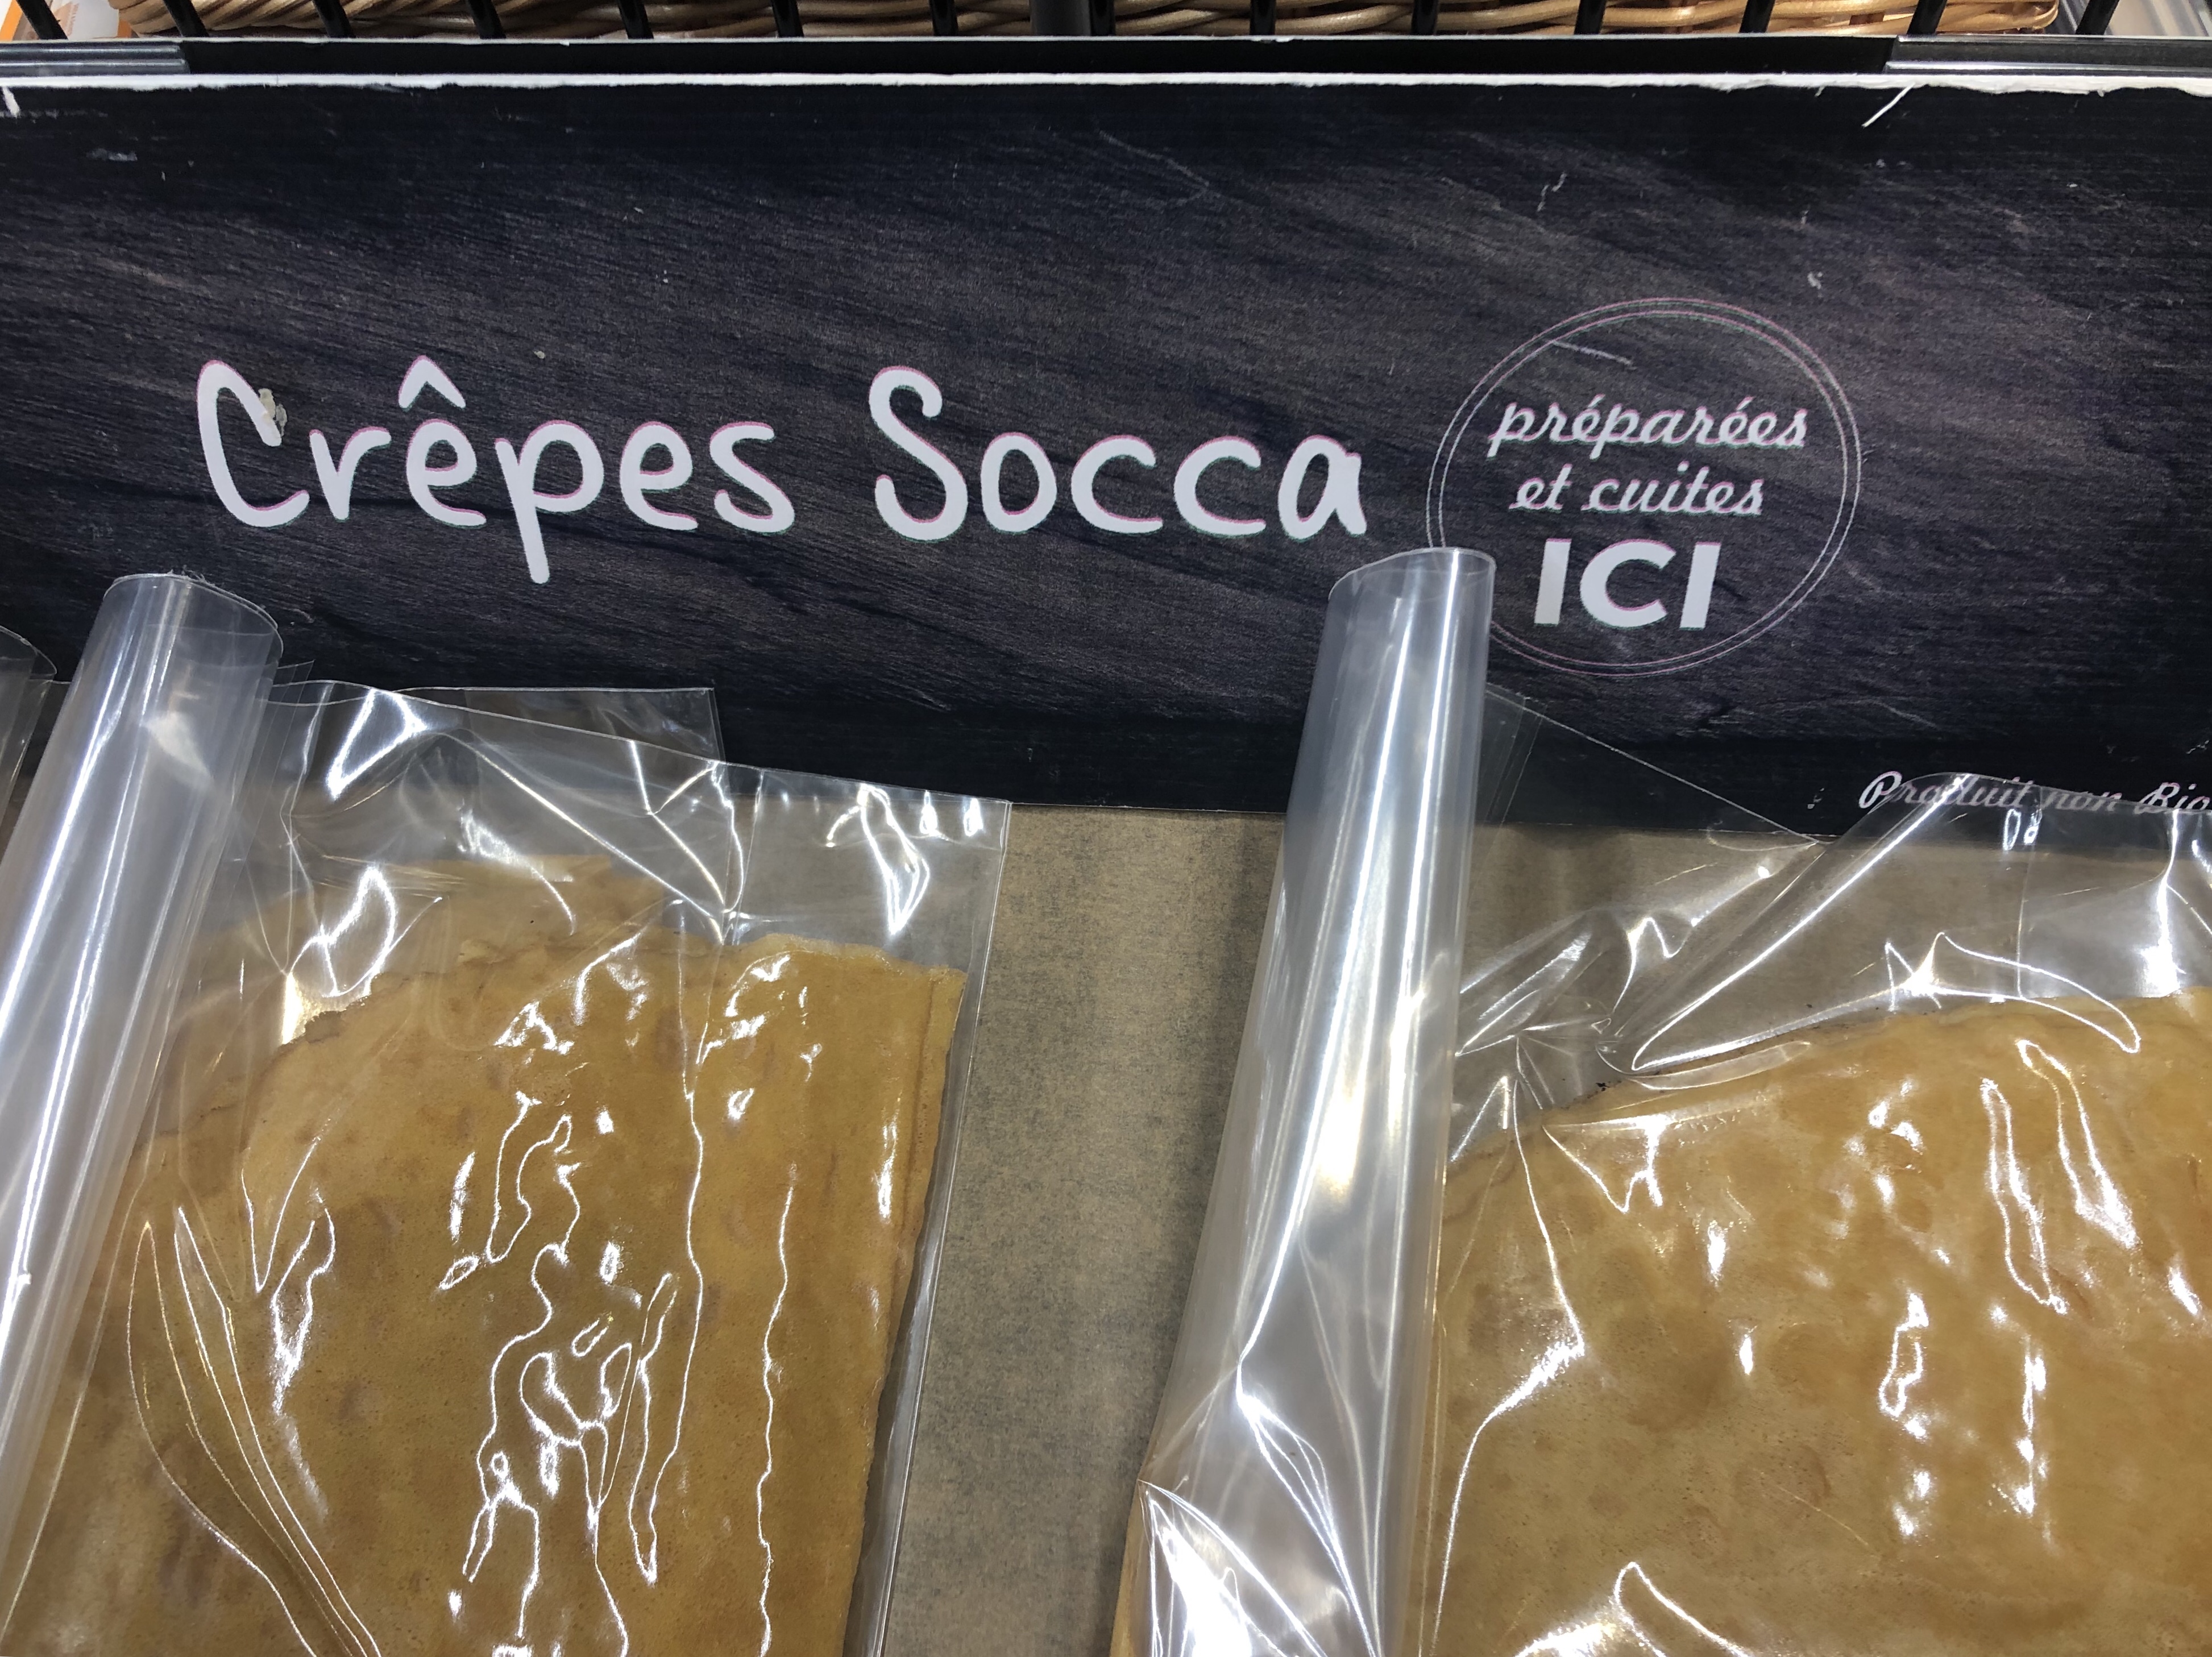 Crêpes Socca
préparées
et cuites
ICI
Produit non Bio